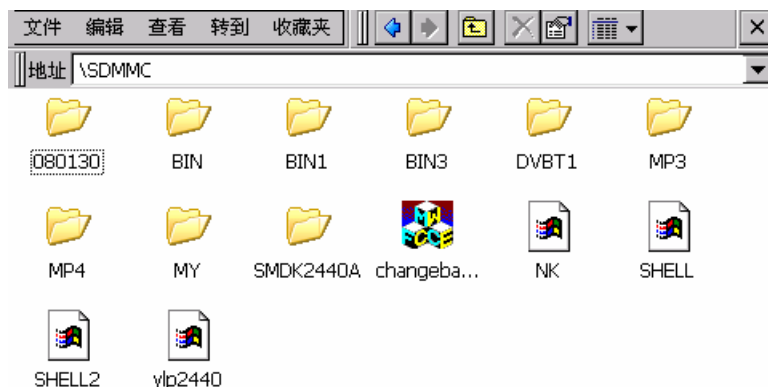 文件 编辑 查看 转到 收藏夹
地址 \SDMMC
080130 BIN BIN1 BIN3 DVBT1 MP3
MP4 MY SMDK2440A changeba... NK SHELL
SHELL2 ylp2440